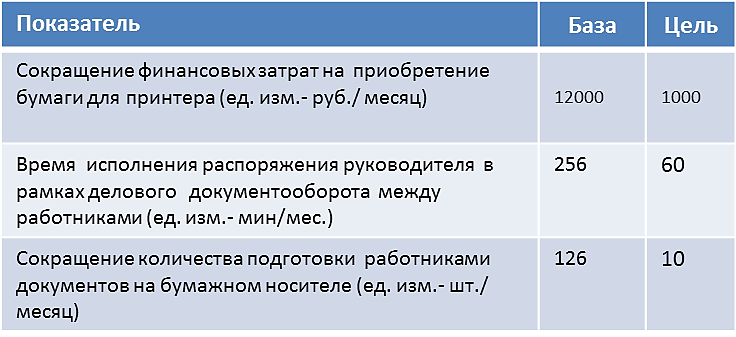 Показатель База Цель
Сокращение финансовых затрат на приобретение
бумаги для принтера (ед. изм.- руб./ месяц) 12000 1000
Время исполнения распоряжения руководителя в 256 60
рамках делового документооборота между
работниками (ед. изм.- мин/мес.)
Сокращение количества подготовки работниками 126 10
документов на бумажном носителе (ед. изм.- шт./
месяц)